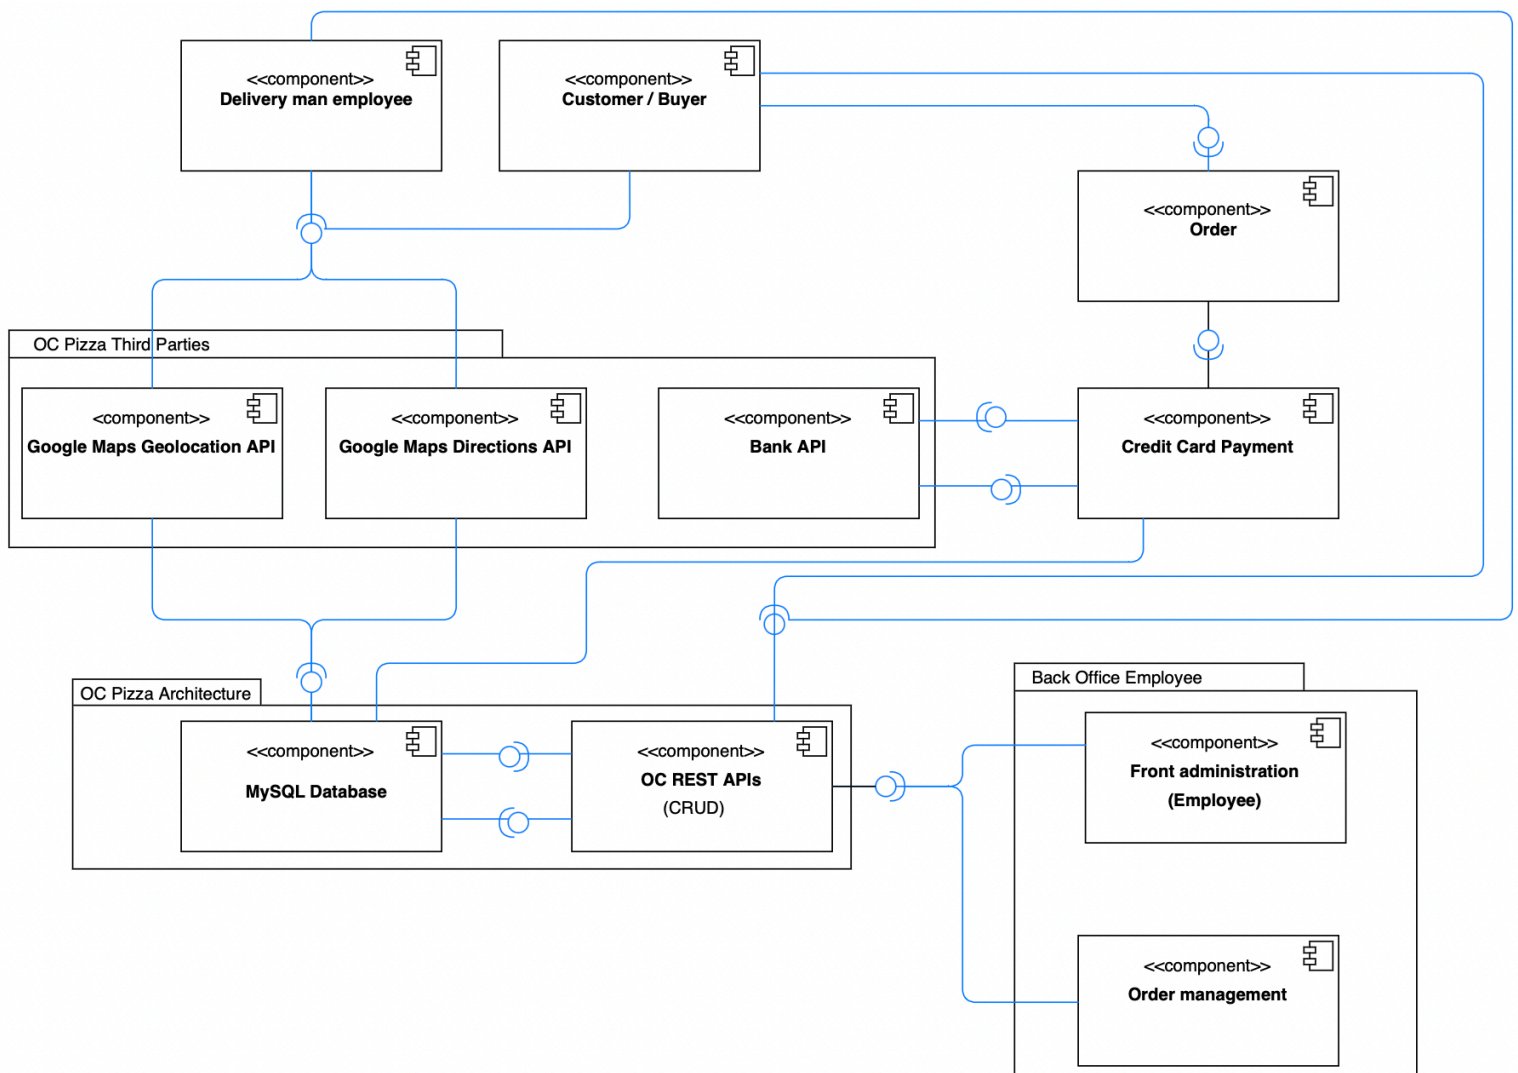 <<component>>
Delivery man employee
<<component>>
Customer / Buyer
<<component>>
Order
OC Pizza Third Parties
<component>>
Google Maps Geolocation API
<<component>>
Google Maps Directions API
<<component>>
Bank API
<<component>>
Credit Card Payment
OC Pizza Architecture
<<component>>
MySQL Database
<<component>>
OC REST APIs
(CRUD)
Back Office Employee
<<component>>
Front administration
(Employee)
<<component>>
Order management